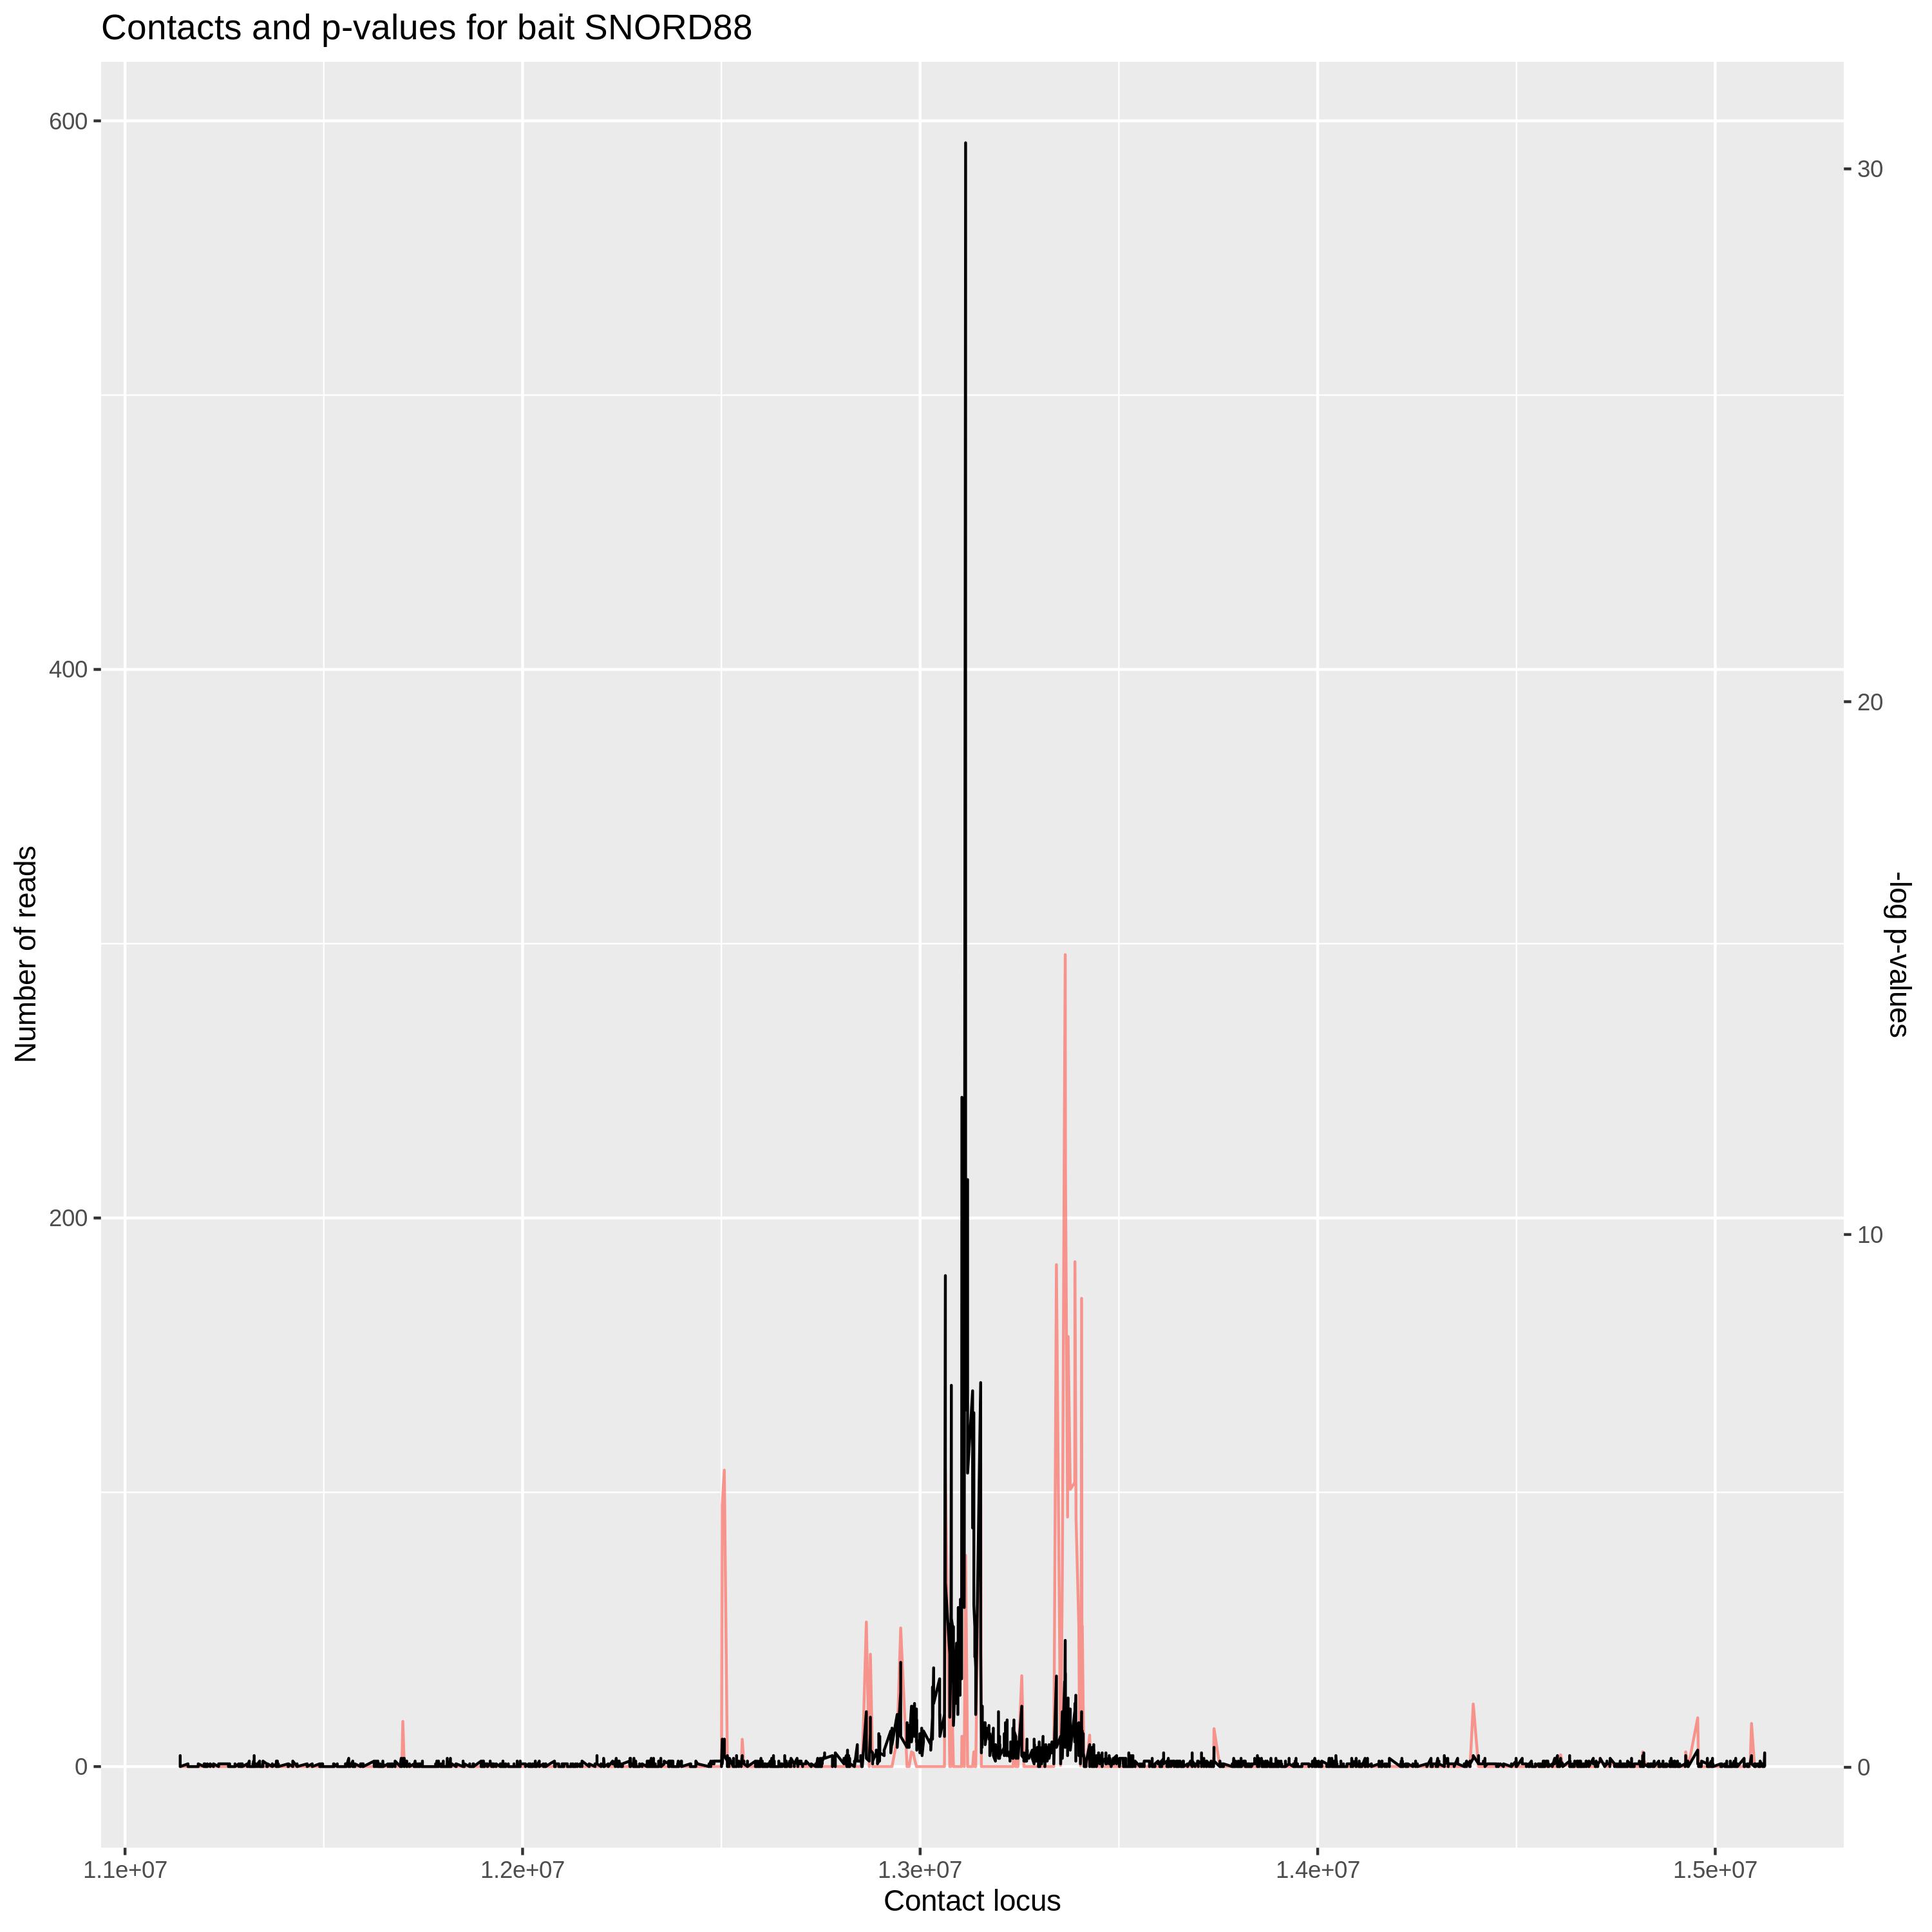 Contacts and p-values for bait SNORD88
600
400
200
0
Number of reads
30
20
10
0
-log p-values
1.1e+07
1.2e+07
1.3e+07
1.4e+07
1.5e+07
Contact locus